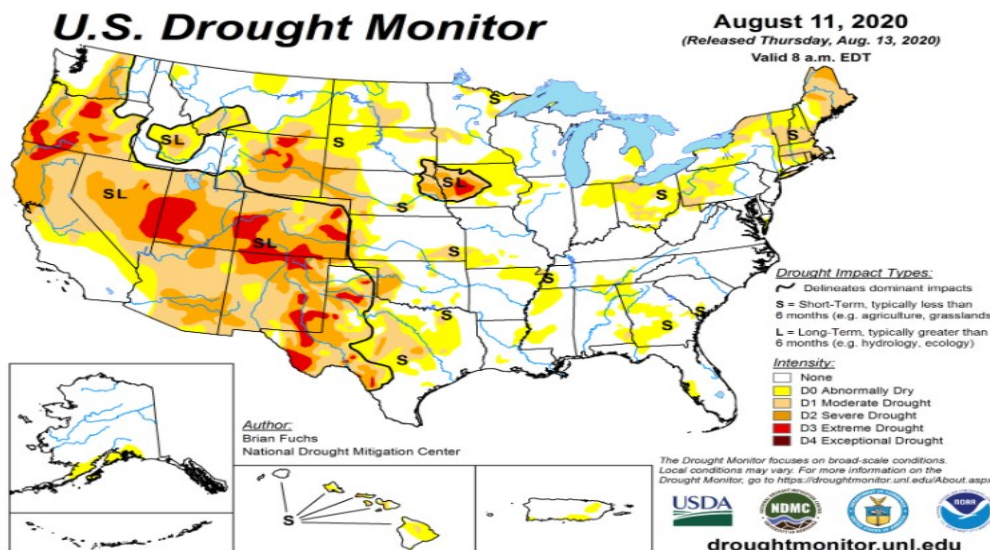 U.S. Drought Monitor
August 11, 2020
(Released Thursday, Aug. 13, 2020)
Valid 8 a.m. EDT
S
S
SL
S
SL
S
S
SL
S
SL
S
S
S
S
S
S
Drought Impact Types:
Delineates dominant impacts
S = Short-Term, typically less than
6 months (e.g. agriculture, grasslands
L = Long-Term, typically greater than
6 months (e.g. hydrology, ecology)
Intensity:
None
D0 Abnormally Dry
D1 Moderate Drought
D2 Severe Drought
D3 Extreme Drought
D4 Exceptional Drought
Author:
Brian Fuchs
National Drought Mitigation Center
S
The Drought Monitor focuses on broad-scale conditions.
Local conditions may vary. For more information on the
Drought Monitor, go to https://droughtmonitor.unl.edu/About.aspx
USDA
NDMC
NOAA
droughtmonitor.unl.edu